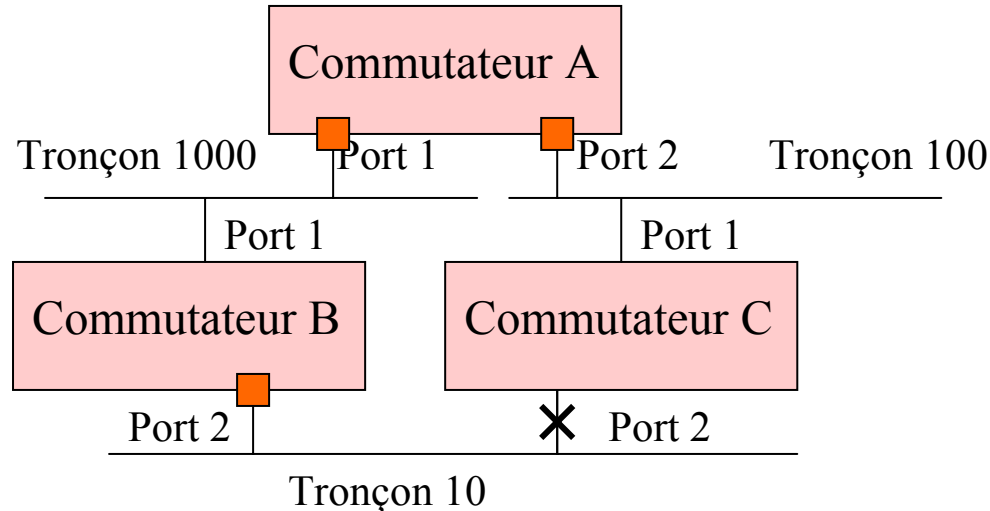 Commutateur A
Tronçon 1000
Port 1
Port 2
Tronçon 100
Port 1
Port 1
Commutateur B
Commutateur C
Port 2
Port 2
Tronçon 10